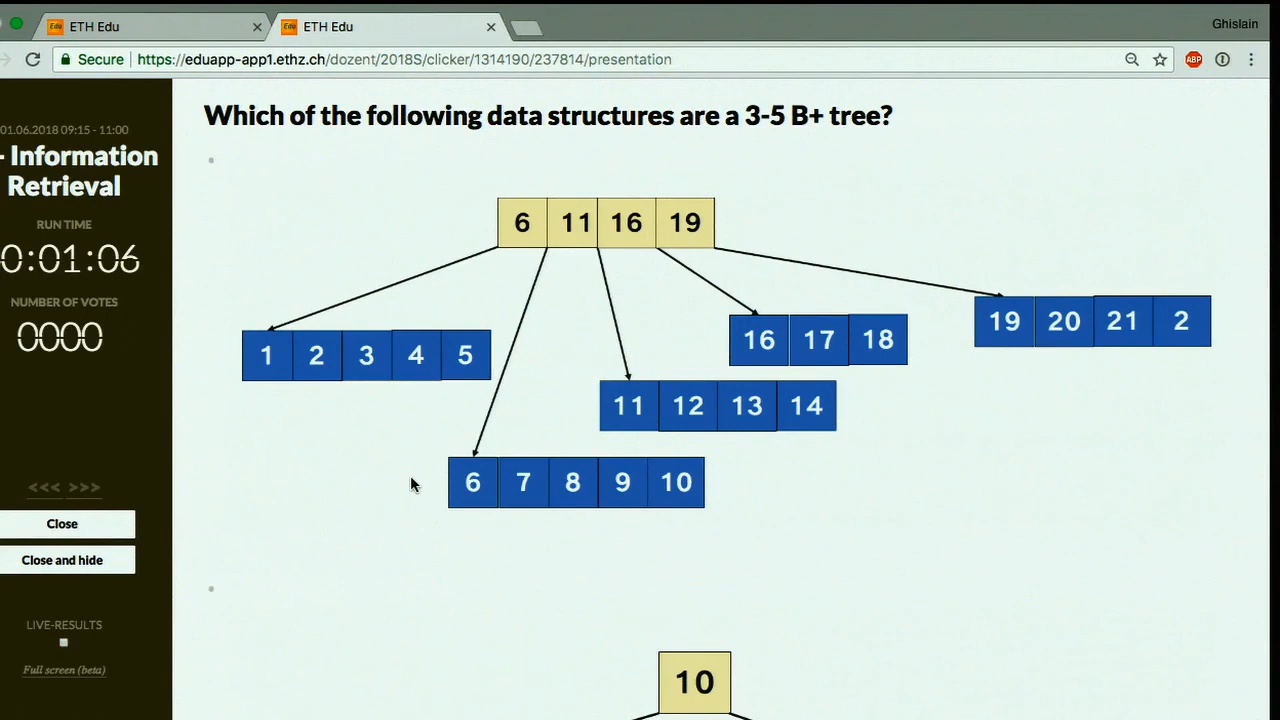 ETH Edu
ETH Edu
Ghislain
Secure
https://eduapp-app1.ethz.ch/dozent/2018S/clicker/1314190/237814/presentation
ABP
01.06.2018 09:15 - 11:00
- Information
Retrieval
RUN TIME
0:01:06
NUMBER OF VOTES
0000
<<< >>>
Close
Close and hide
LIVE-RESULTS
Full screen (beta)
Which of the following data structures are a 3-5 B+ tree?
6 11 16 19
19 20 21 2
16 17 18
1 2 3 4 5
11 12 13 14
6 7 8 9 10
10